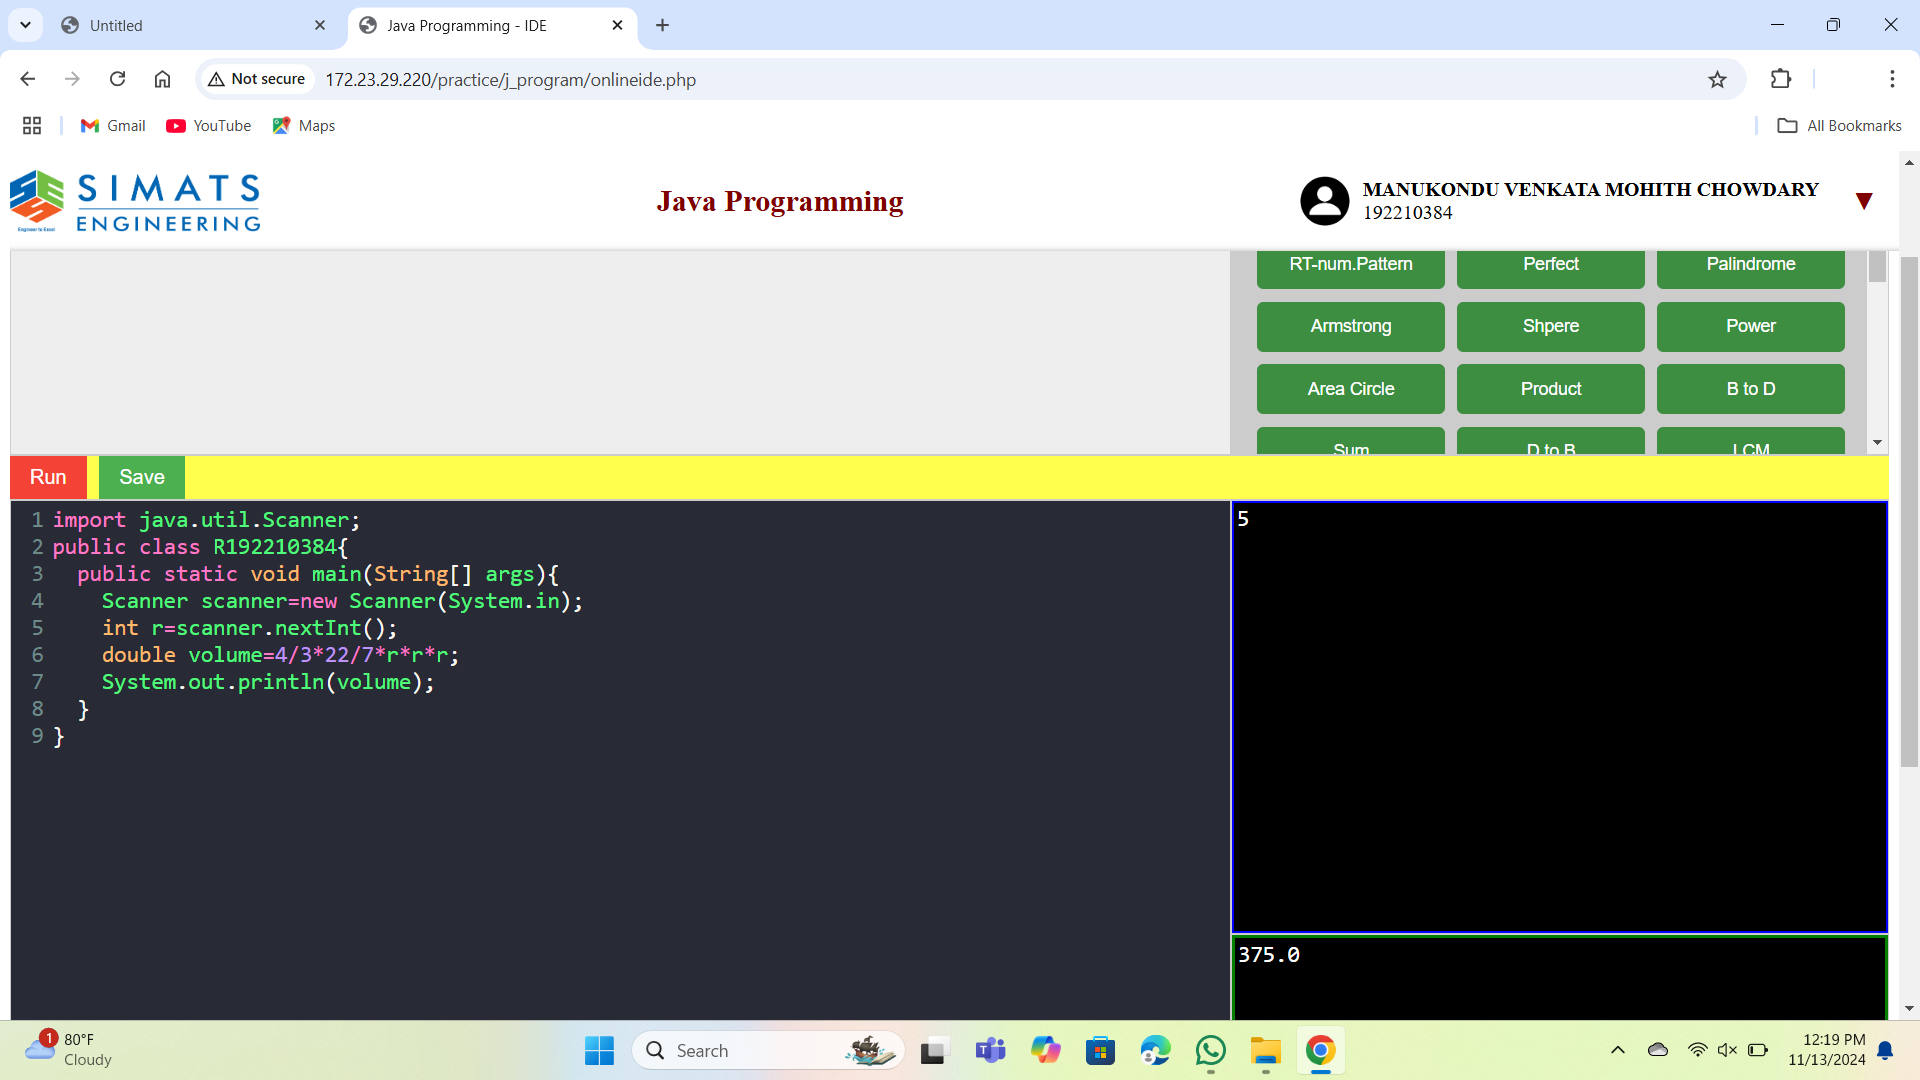 Untitled
Java Programming - IDE
Not secure
172.23.29.220/practice/j_program/onlineide.php
Gmail
YouTube
Maps
All Bookmarks
SIMATS
ENGINEERING
Engineer to Excel
Java Programming
MANUKONDU VENKATA MOHITH CHOWDARY
192210384
RT-num.Pattern
Perfect
Palindrome
Armstrong
Shpere
Power
Area Circle
Product
B to D
Sum
D to B
LCM
Run
Save
1 import java.util.Scanner;
2 public class R192210384{
3 public static void main(String[] args){
4 Scanner scanner=new Scanner(System.in);
5 int r=scanner.nextInt();
6 double volume=4/3*22/7*r*r*r;
7 System.out.println(volume);
8 }
9 }
5
375.0
1
80°F
Cloudy
Search
12:19 PM
11/13/2024